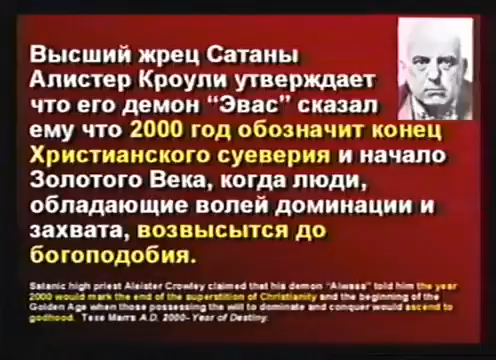 Высший жрец Сатаны
Алистер Кроули утверждает
что его демон "Эвас" сказал
ему что 2000 год обозначит конец
Христианского суеверия и начало
Золотого Века, когда люди,
обладающие волей доминации и
захвата, возвысытся до
богоподобия.
Satanic high priest Aleister Crowley claimed that his demon "Aiwass" told him the year
2000 would mark the end of the superstition of Christianity and the beginning of the
Golden Age when those possessing the will to dominate and conquer would ascend to
godhood. Texe Marrs A.D. 2000- Year of Destiny.